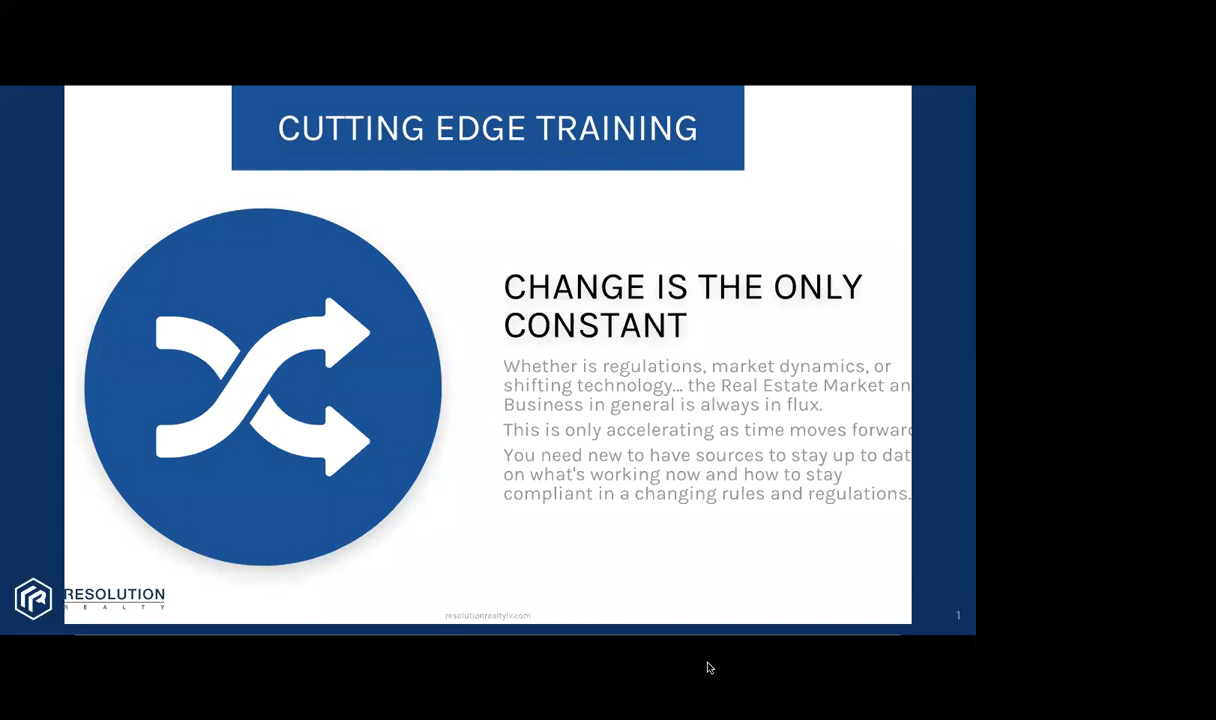 CUTTING EDGE TRAINING
CHANGE IS THE ONLY
CONSTANT
Whether is regulations, market dynamics, or
shifting technology... the Real Estate Market an
Business in general is always in flux.
This is only accelerating as time moves forward
You need new to have sources to stay up to dat
on what's working now and how to stay
compliant in a changing rules and regulations.
RESOLUTION
REALTY
resolutionrealtylv.com
1